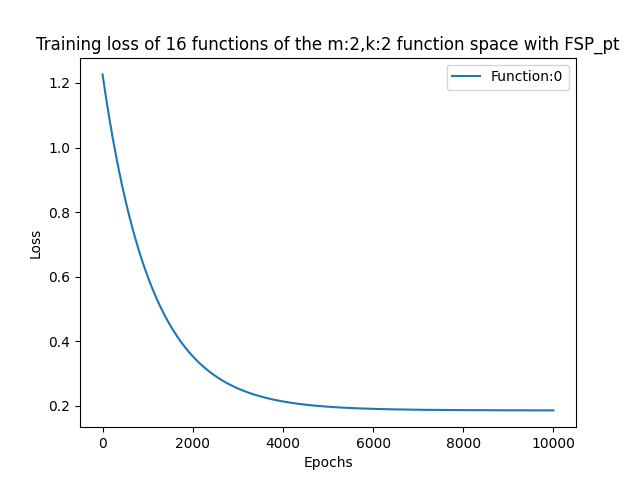 Training loss of 16 functions of the m:2,k:2 function space with FSP_pt
Function:0
1.2
1.0
0.8
0.6
0.4
0.2
Loss
0 2000 4000 6000 8000 10000
Epochs